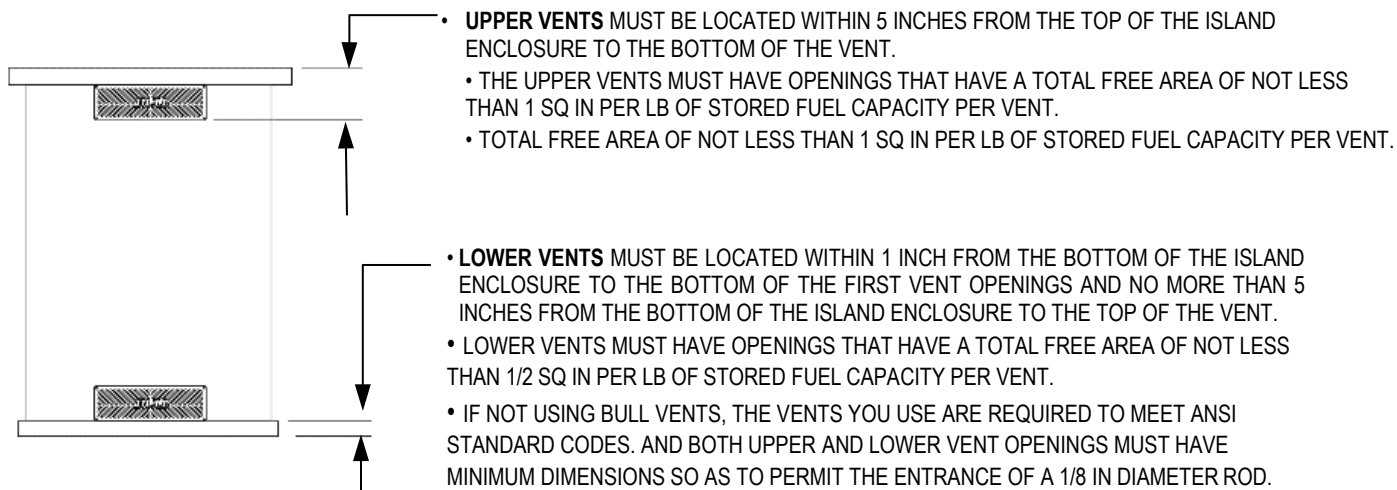 • UPPER VENTS MUST BE LOCATED WITHIN 5 INCHES FROM THE TOP OF THE ISLAND
ENCLOSURE TO THE BOTTOM OF THE VENT.
• THE UPPER VENTS MUST HAVE OPENINGS THAT HAVE A TOTAL FREE AREA OF NOT LESS
THAN 1 SQ IN PER LB OF STORED FUEL CAPACITY PER VENT.
• TOTAL FREE AREA OF NOT LESS THAN 1 SQ IN PER LB OF STORED FUEL CAPACITY PER VENT.
• LOWER VENTS MUST BE LOCATED WITHIN 1 INCH FROM THE BOTTOM OF THE ISLAND
ENCLOSURE TO THE BOTTOM OF THE FIRST VENT OPENINGS AND NO MORE THAN 5
INCHES FROM THE BOTTOM OF THE ISLAND ENCLOSURE TO THE TOP OF THE VENT.
• LOWER VENTS MUST HAVE OPENINGS THAT HAVE A TOTAL FREE AREA OF NOT LESS
THAN 1/2 SQ IN PER LB OF STORED FUEL CAPACITY PER VENT.
• IF NOT USING BULL VENTS, THE VENTS YOU USE ARE REQUIRED TO MEET ANSI
STANDARD CODES. AND BOTH UPPER AND LOWER VENT OPENINGS MUST HAVE
MINIMUM DIMENSIONS SO AS TO PERMIT THE ENTRANCE OF A 1/8 IN DIAMETER ROD.